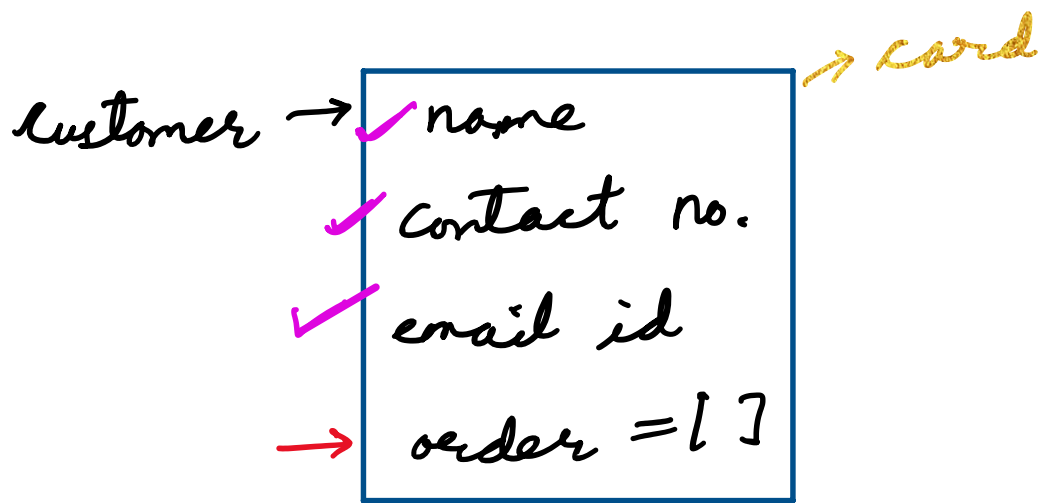 card
customer → name
contact no.
email id
order = [ ]